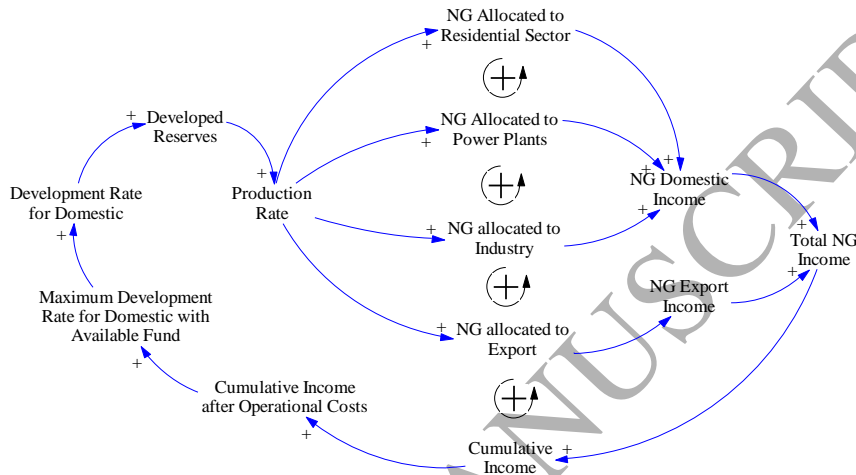 NG Allocated to
Residential Sector
+
+
Developed
Reserves
+
NG Allocated to
Power Plants
+
+
Production
Rate
+
+
NG Domestic
Income
+
Development Rate
for Domestic
+
+
NG allocated to
Industry
+
Total NG
Income
+
Maximum Development
Rate for Domestic with
Available Fund
+
NG Export
Income
+
NG allocated to
Export
+
Cumulative Income
after Operational Costs
+
+
Cumulative
Income
+
ANUSCRIP